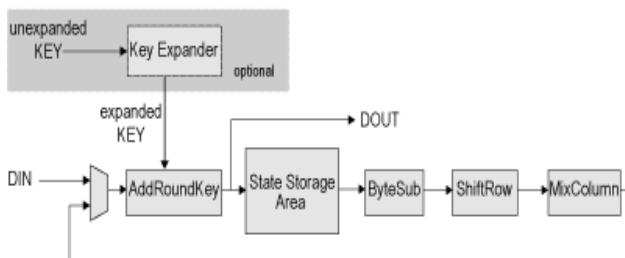 unexpanded
KEY
Key Expander
optional
expanded
KEY
DOUT
DIN
AddRoundKey
State Storage
Area
ByteSub
ShiftRow
MixColumn